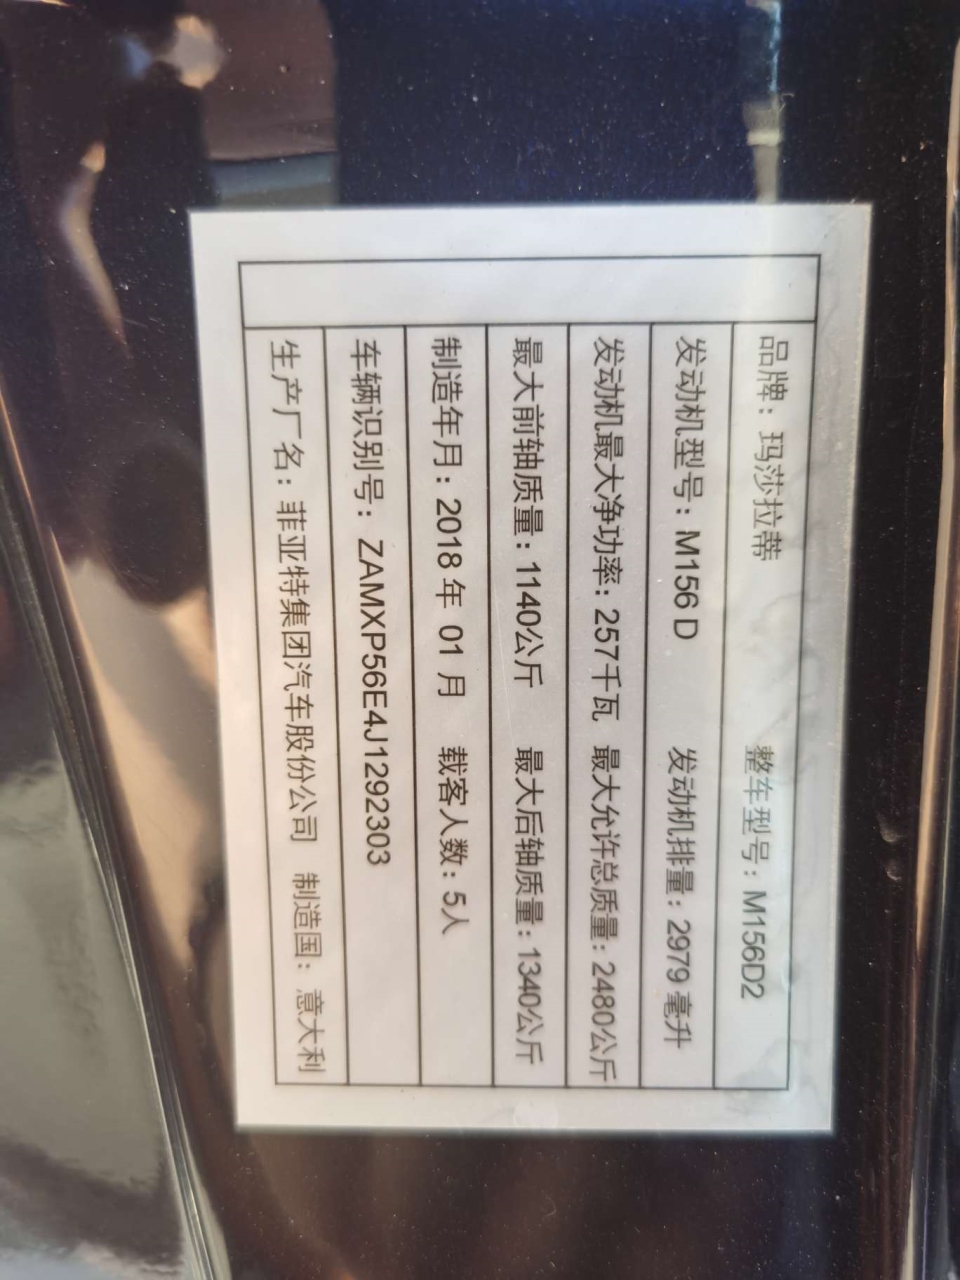 品牌：玛莎拉蒂 整车型号：M156D2
发动机型号：M156 D 发动机排量：2979 毫升
发动机最大净功率：257千瓦 最大允许总质量：2480公斤
最大前轴质量：1140公斤 最大后轴质量：1340公斤
制造年月：2018 年 01 月 载客人数：5人
车辆识别号：ZAMXP56E4J1292303
生产厂名：菲亚特集团汽车股份公司 制造国：意大利